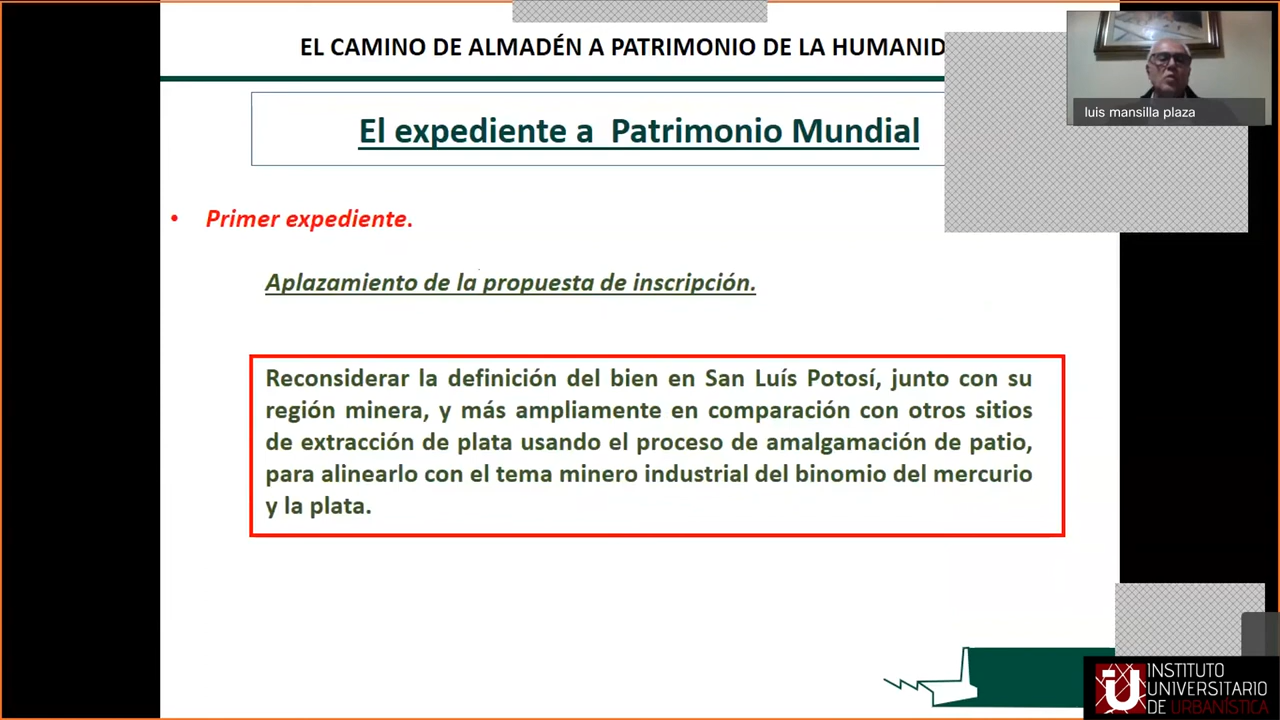 EL CAMINO DE ALMADÉN A PATRIMONIO DE LA HUMANID
luis mansilla plaza
El expediente a Patrimonio Mundial
• Primer expediente.
Aplazamiento de la propuesta de inscripción.
Reconsiderar la definición del bien en San Luís Potosí, junto con su
región minera, y más ampliamente en comparación con otros sitios
de extracción de plata usando el proceso de amalgamación de patio,
para alinearlo con el tema minero industrial del binomio del mercurio
y la plata.
INSTITUTO
UNIVERSITARIO
DE URBANÍSTICA